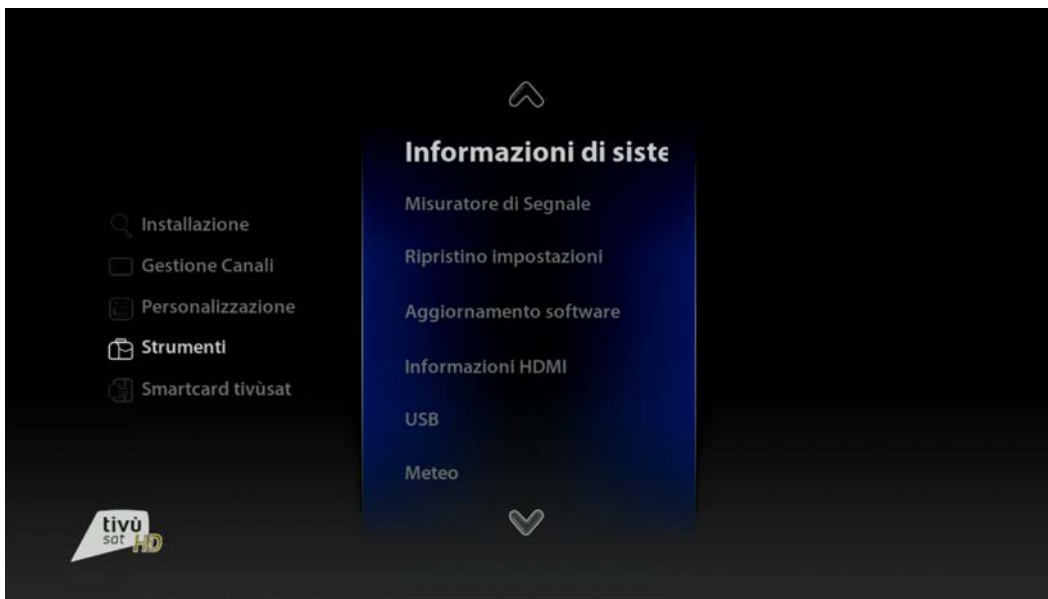 Installazione
Gestione Canali
Personalizzazione
Strumenti
Smartcard tivùsat
Informazioni di siste
Misuratore di Segnale
Ripristino impostazioni
Aggiornamento software
Informazioni HDMI
USB
Meteo
tivù
sat HD